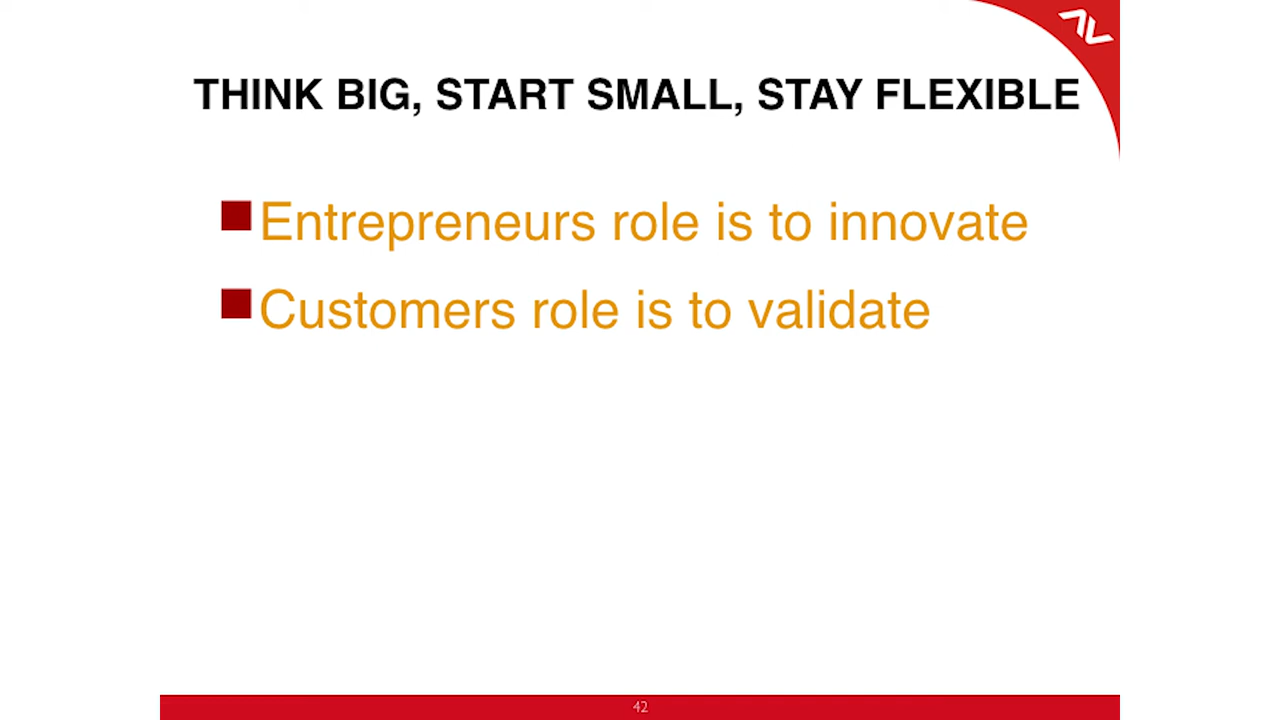 THINK BIG, START SMALL, STAY FLEXIBLE
Entrepreneurs role is to innovate
Customers role is to validate
42